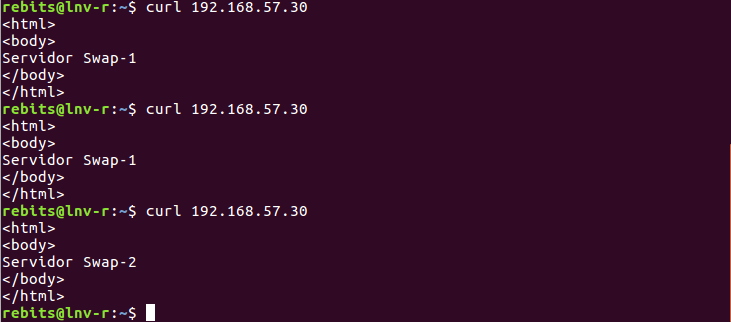 rebits@lnv-r:~$ curl 192.168.57.30
<html>
<body>
Servidor Swap-1
</body>
</html>
rebits@lnv-r:~$ curl 192.168.57.30
<html>
<body>
Servidor Swap-1
</body>
</html>
rebits@lnv-r:~$ curl 192.168.57.30
<html>
<body>
Servidor Swap-2
</body>
</html>
rebits@lnv-r:~$